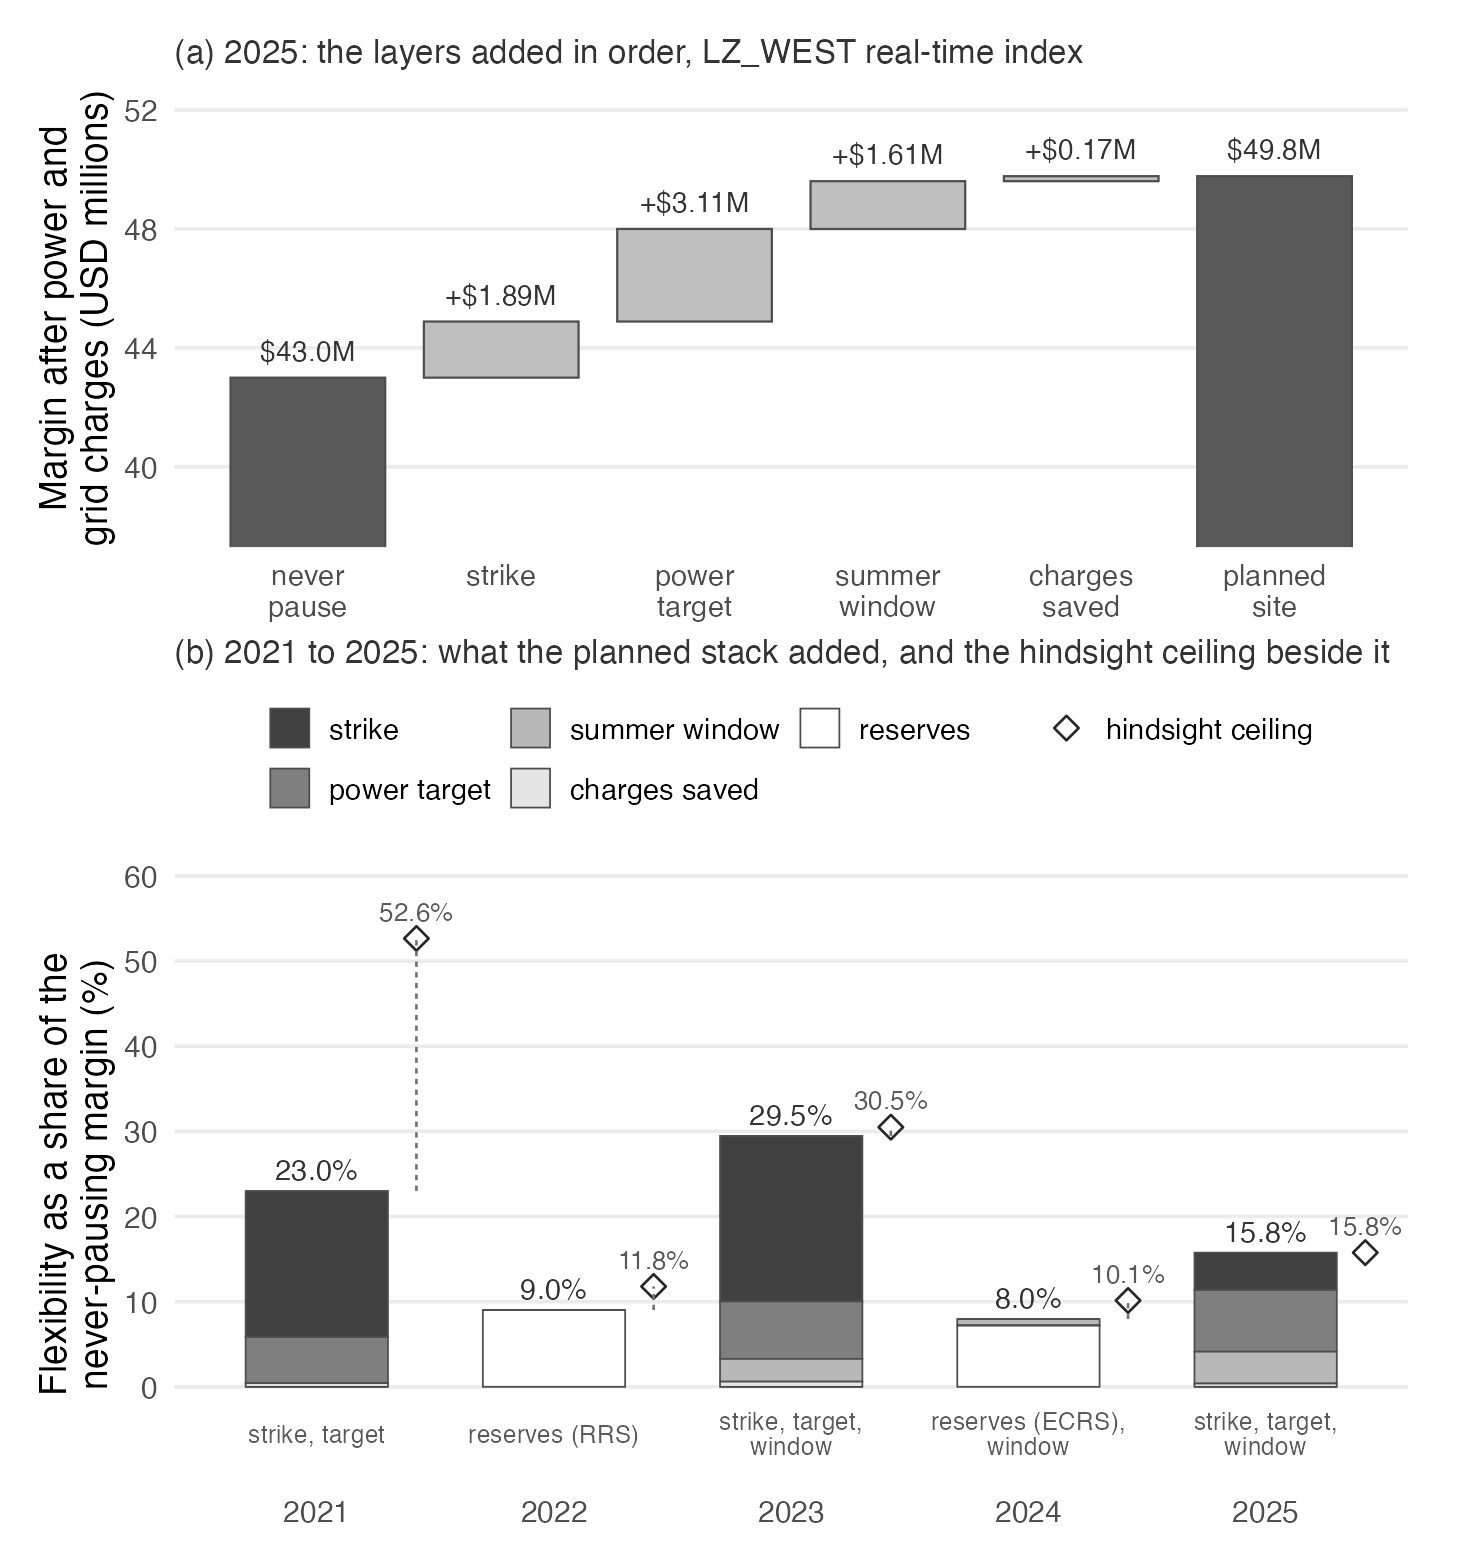 (a) 2025: the layers added in order, LZ_WEST real-time index
Margin after power and
grid charges (USD millions)
52
48
44
40
$43.0M
+$1.89M
+$3.11M
+$1.61M
+$0.17M
$49.8M
never
pause
strike
power
target
summer
window
charges
saved
planned
site
(b) 2021 to 2025: what the planned stack added, and the hindsight ceiling beside it
strike
summer window
reserves
hindsight ceiling
power target
charges saved
Flexibility as a share of the
never-pausing margin (%)
60
50
40
30
20
10
0
23.0%
52.6%
9.0%
11.8%
29.5%
30.5%
8.0%
10.1%
15.8%
15.8%
strike, target
reserves (RRS)
strike, target,
window
reserves (ECRS),
window
strike, target,
window
2021
2022
2023
2024
2025